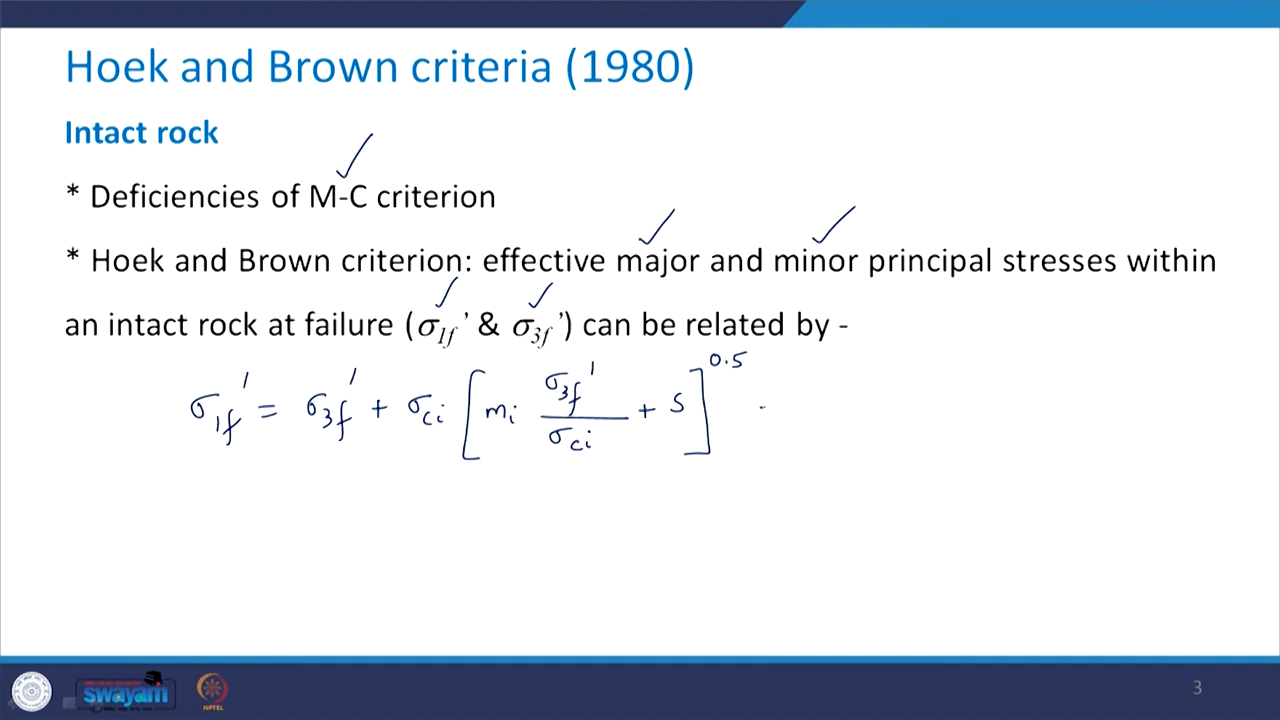 Hoek and Brown criteria (1980)
Intact rock
* Deficiencies of M-C criterion
* Hoek and Brown criterion: effective major and minor principal stresses within
an intact rock at failure (σ1f ’ & σ3f ’) can be related by -
σ1f' = σ3f' + σci [ mi σ3f'/σci + s ]^0.5
swayam
NPTEL
3